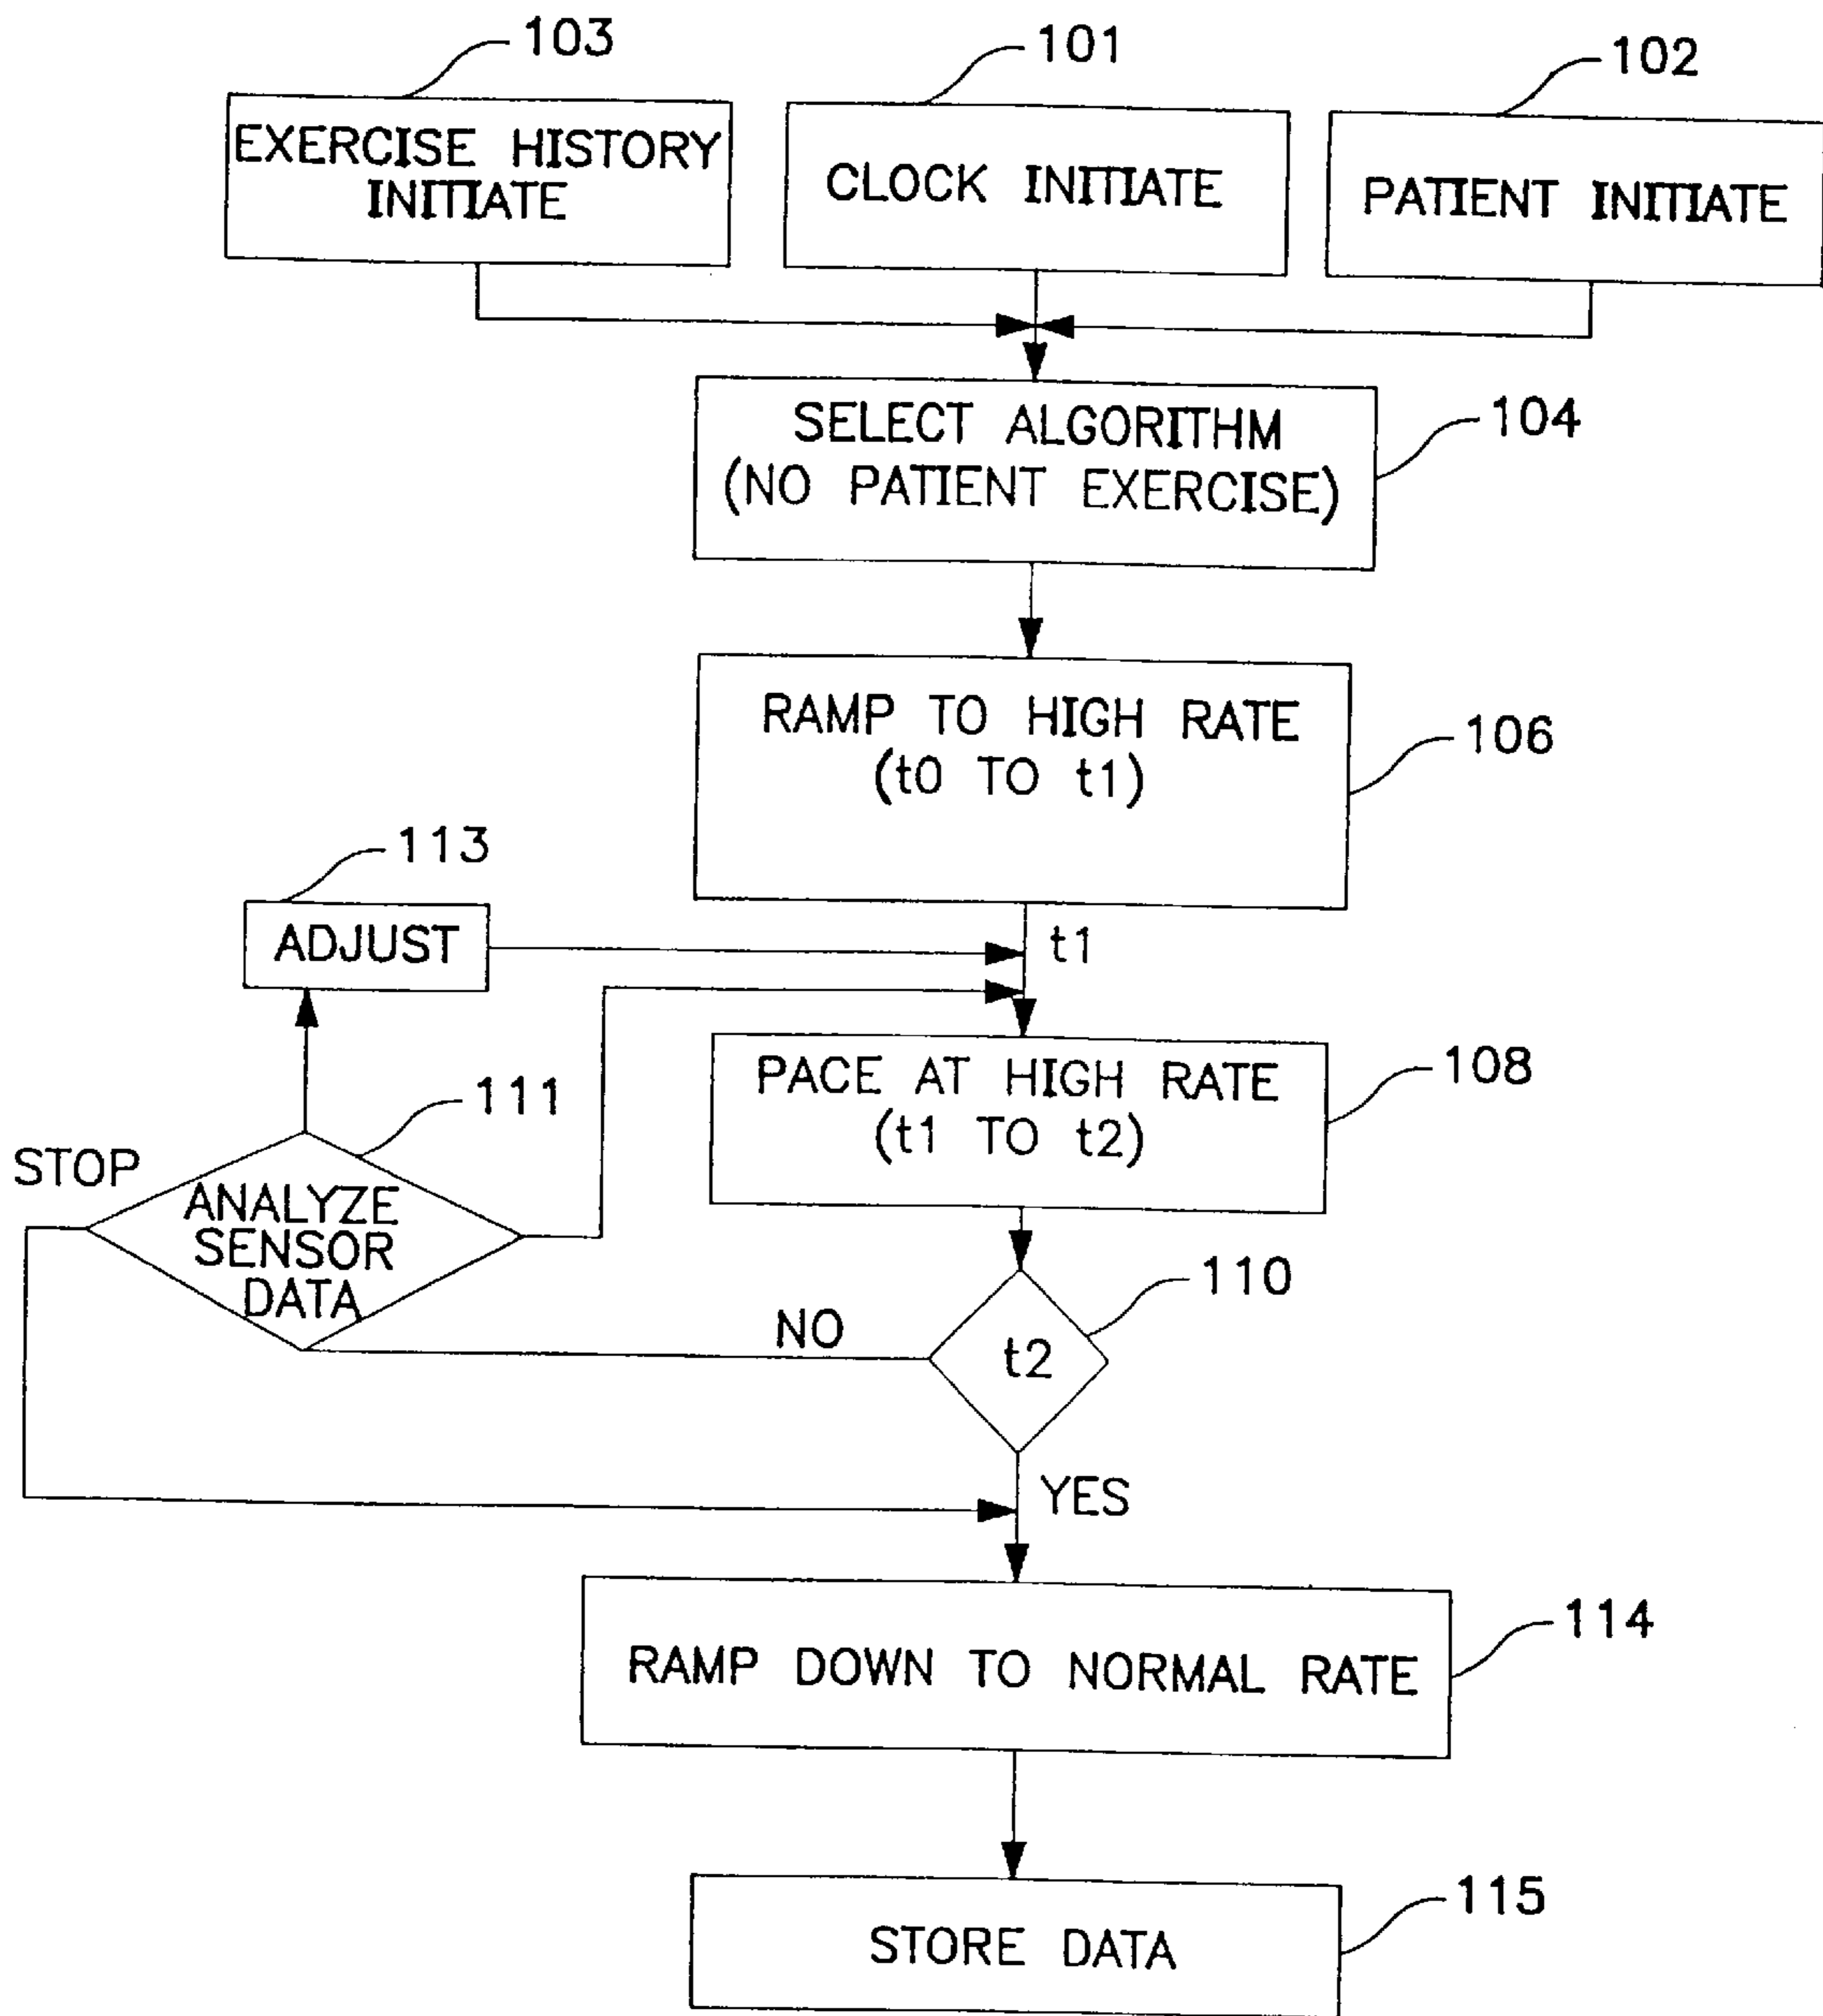 103
101
102
EXERCISE HISTORY
INITIATE
CLOCK INITIATE
PATIENT INITIATE
SELECT ALGORITHM
(NO PATIENT EXERCISE)
104
RAMP TO HIGH RATE
(t0 TO t1)
106
113
ADJUST
t1
PACE AT HIGH RATE
(t1 TO t2)
108
111
STOP
ANALYZE
SENSOR
DATA
110
NO
t2
YES
RAMP DOWN TO NORMAL RATE
114
STORE DATA
115